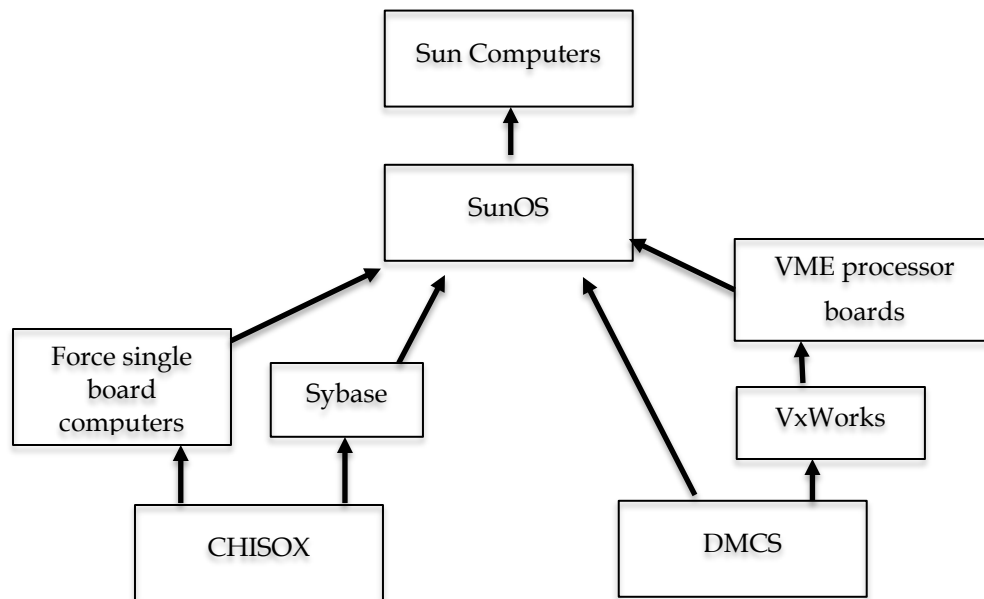 Sun Computers
SunOS
VME processor
boards
Force single
board
computers
Sybase
VxWorks
CHISOX
DMCS